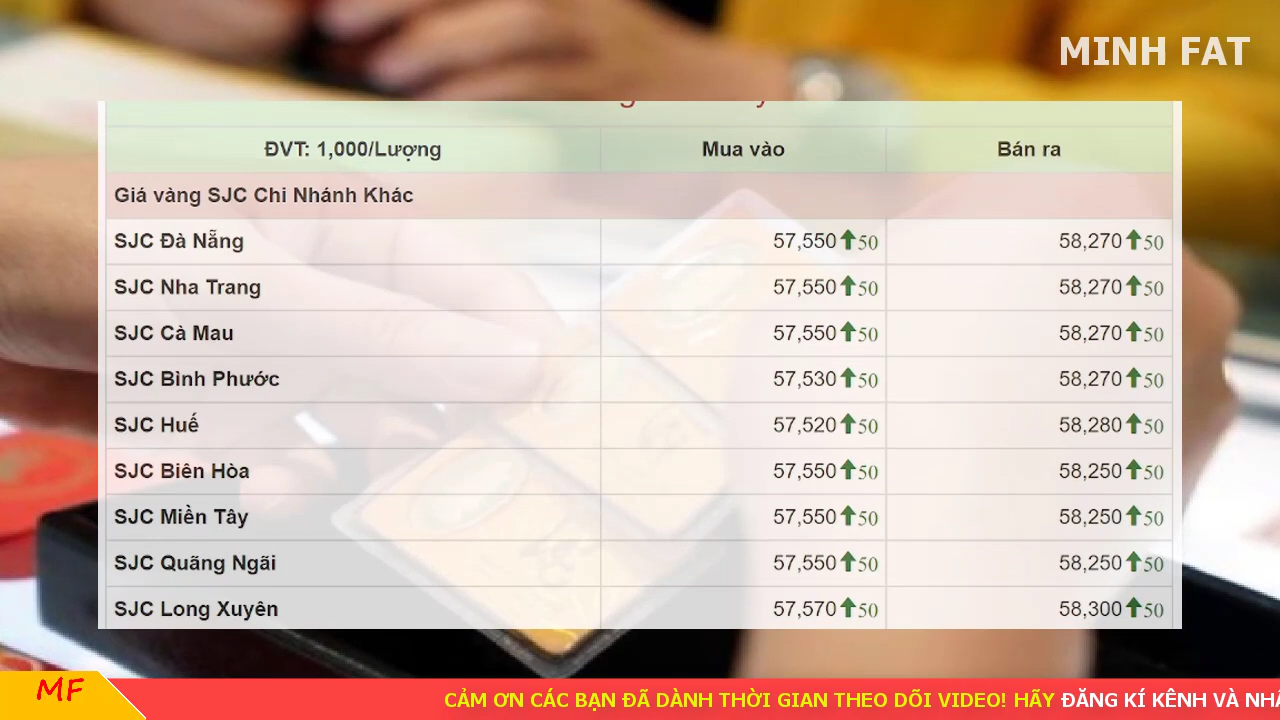 MINH FAT
ĐVT: 1,000/Lượng Mua vào Bán ra
Giá vàng SJC Chi Nhánh Khác
SJC Đà Nẵng 57,550 50 58,270 50
SJC Nha Trang 57,550 50 58,270 50
SJC Cà Mau 57,550 50 58,270 50
SJC Bình Phước 57,530 50 58,270 50
SJC Huế 57,520 50 58,280 50
SJC Biên Hòa 57,550 50 58,250 50
SJC Miền Tây 57,550 50 58,250 50
SJC Quãng Ngãi 57,550 50 58,250 50
SJC Long Xuyên 57,570 50 58,300 50
MF CẢM ƠN CÁC BẠN ĐÃ DÀNH THỜI GIAN THEO DÕI VIDEO! HÃY ĐĂNG KÍ KÊNH VÀ